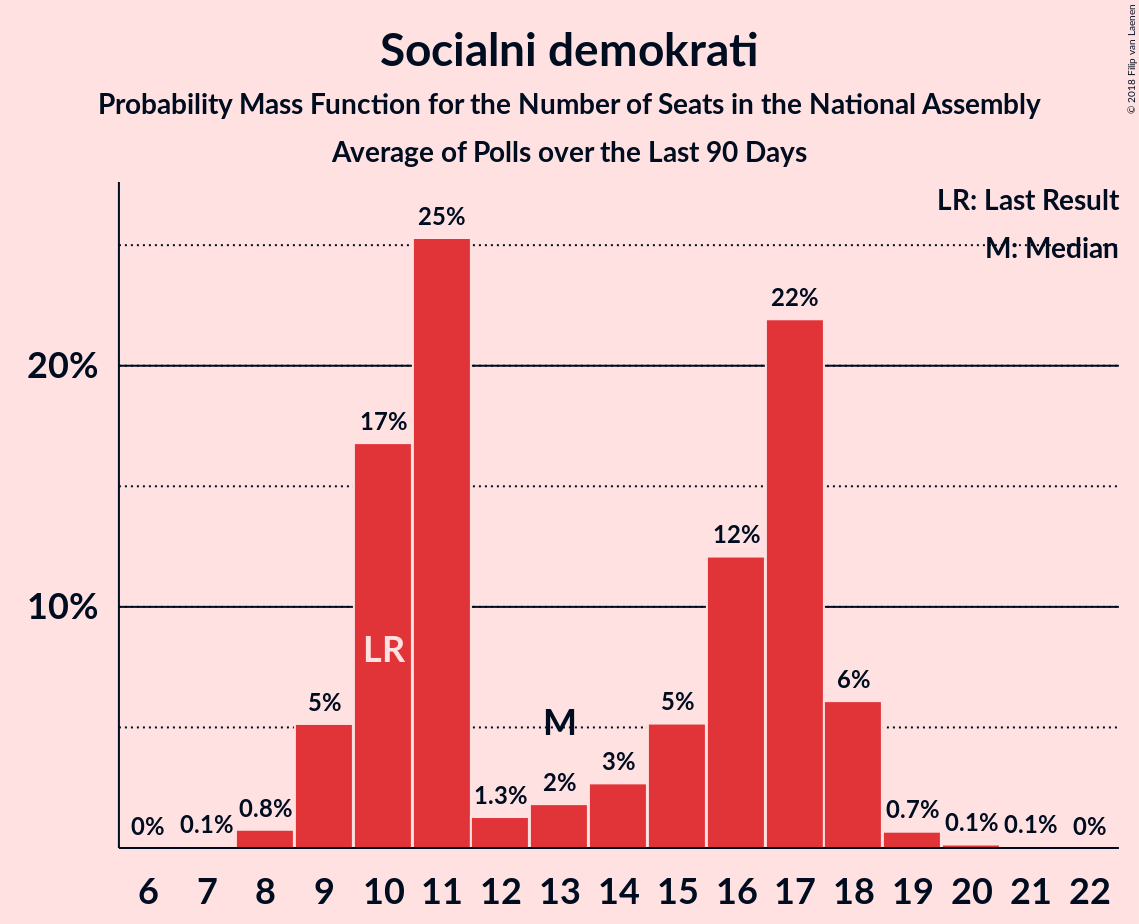 Socialni demokrati
Probability Mass Function for the Number of Seats in the National Assembly
Average of Polls over the Last 90 Days
© 2018 Filip van Laenen
LR: Last Result
M: Median
25%
22%
20%
17%
12%
10%
LR
6%
5%
5%
M
3%
2%
1.3%
0.8%
0.7%
0% 0.1% 0.1% 0.1% 0%
6 7 8 9 10 11 12 13 14 15 16 17 18 19 20 21 22